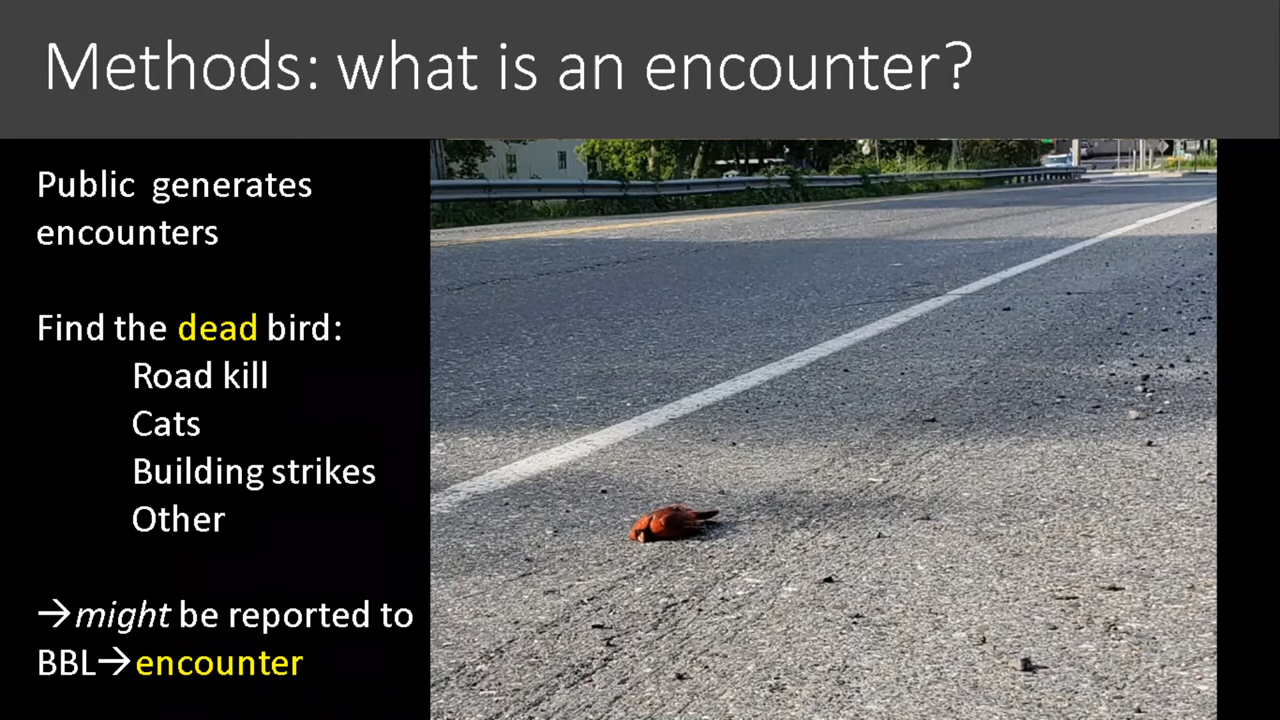 Methods: what is an encounter?
Public generates
encounters
Find the dead bird:
Road kill
Cats
Building strikes
Other
→might be reported to
BBL→encounter